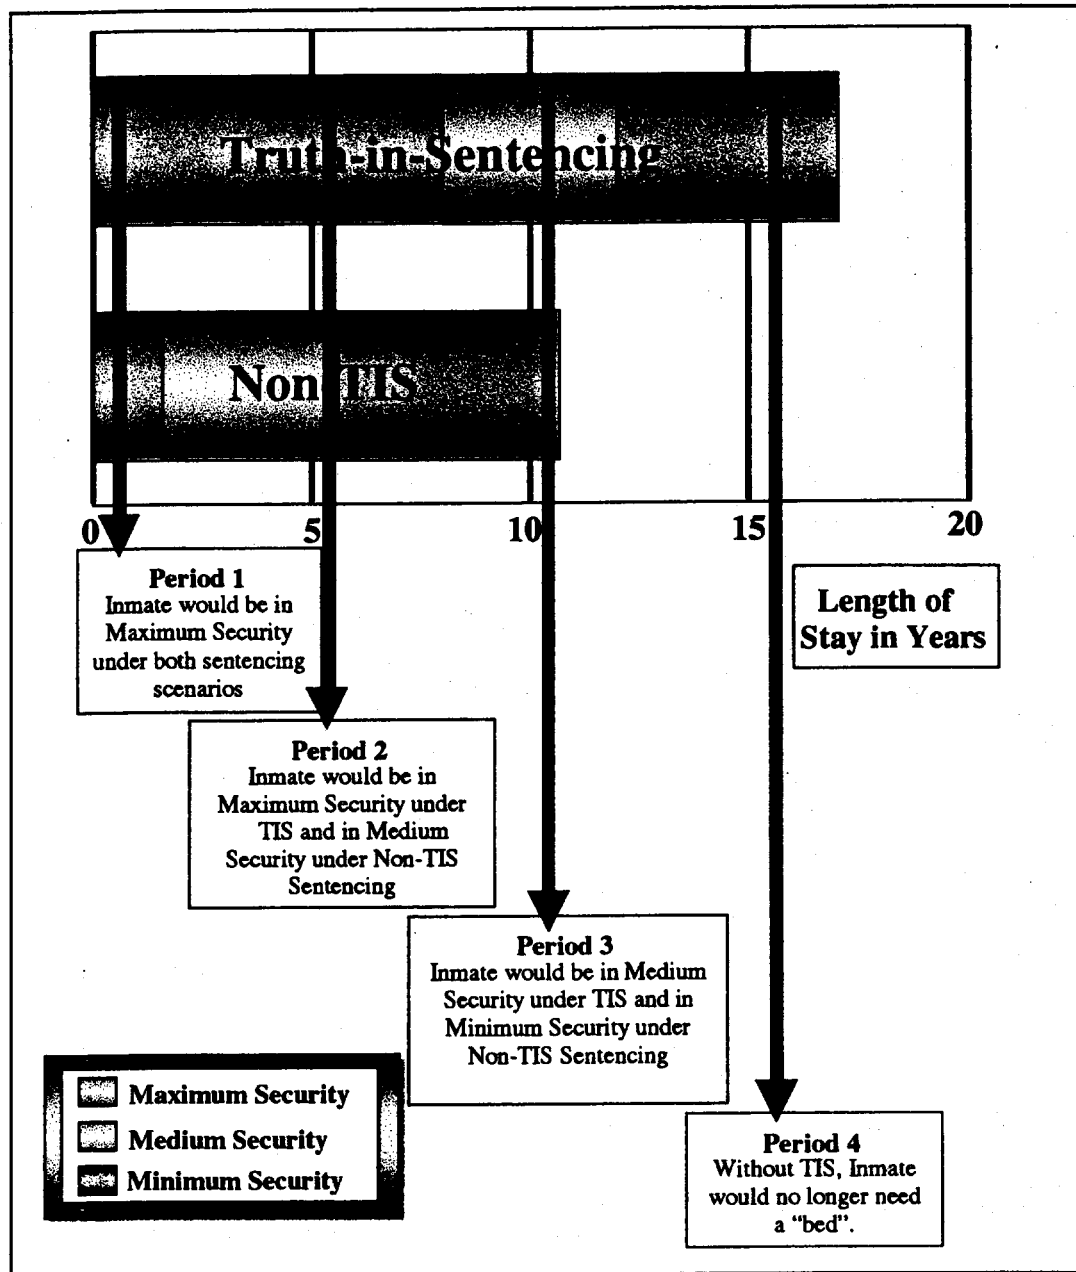 Truth-in-Sentencing
Non-TIS
0 5 10 15 20
Length of
Stay in Years
Period 1
Inmate would be in
Maximum Security
under both sentencing
scenarios
Period 2
Inmate would be in
Maximum Security under
TIS and in Medium
Security under Non-TIS
Sentencing
Period 3
Inmate would be in Medium
Security under TIS and in
Minimum Security under
Non-TIS Sentencing
Period 4
Without TIS, Inmate
would no longer need
a “bed”.
Maximum Security
Medium Security
Minimum Security